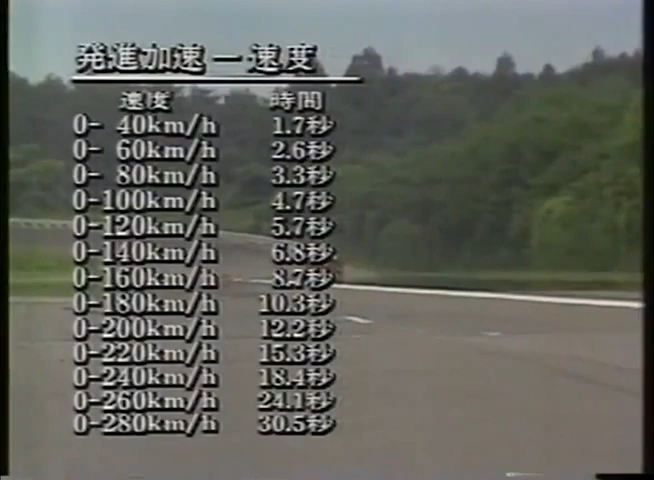 発進加速ー速度
速度 時間
0- 40km/h 1.7秒
0- 60km/h 2.6秒
0- 80km/h 3.3秒
0-100km/h 4.7秒
0-120km/h 5.7秒
0-140km/h 6.8秒
0-160km/h 8.7秒
0-180km/h 10.3秒
0-200km/h 12.2秒
0-220km/h 15.3秒
0-240km/h 18.4秒
0-260km/h 24.1秒
0-280km/h 30.5秒